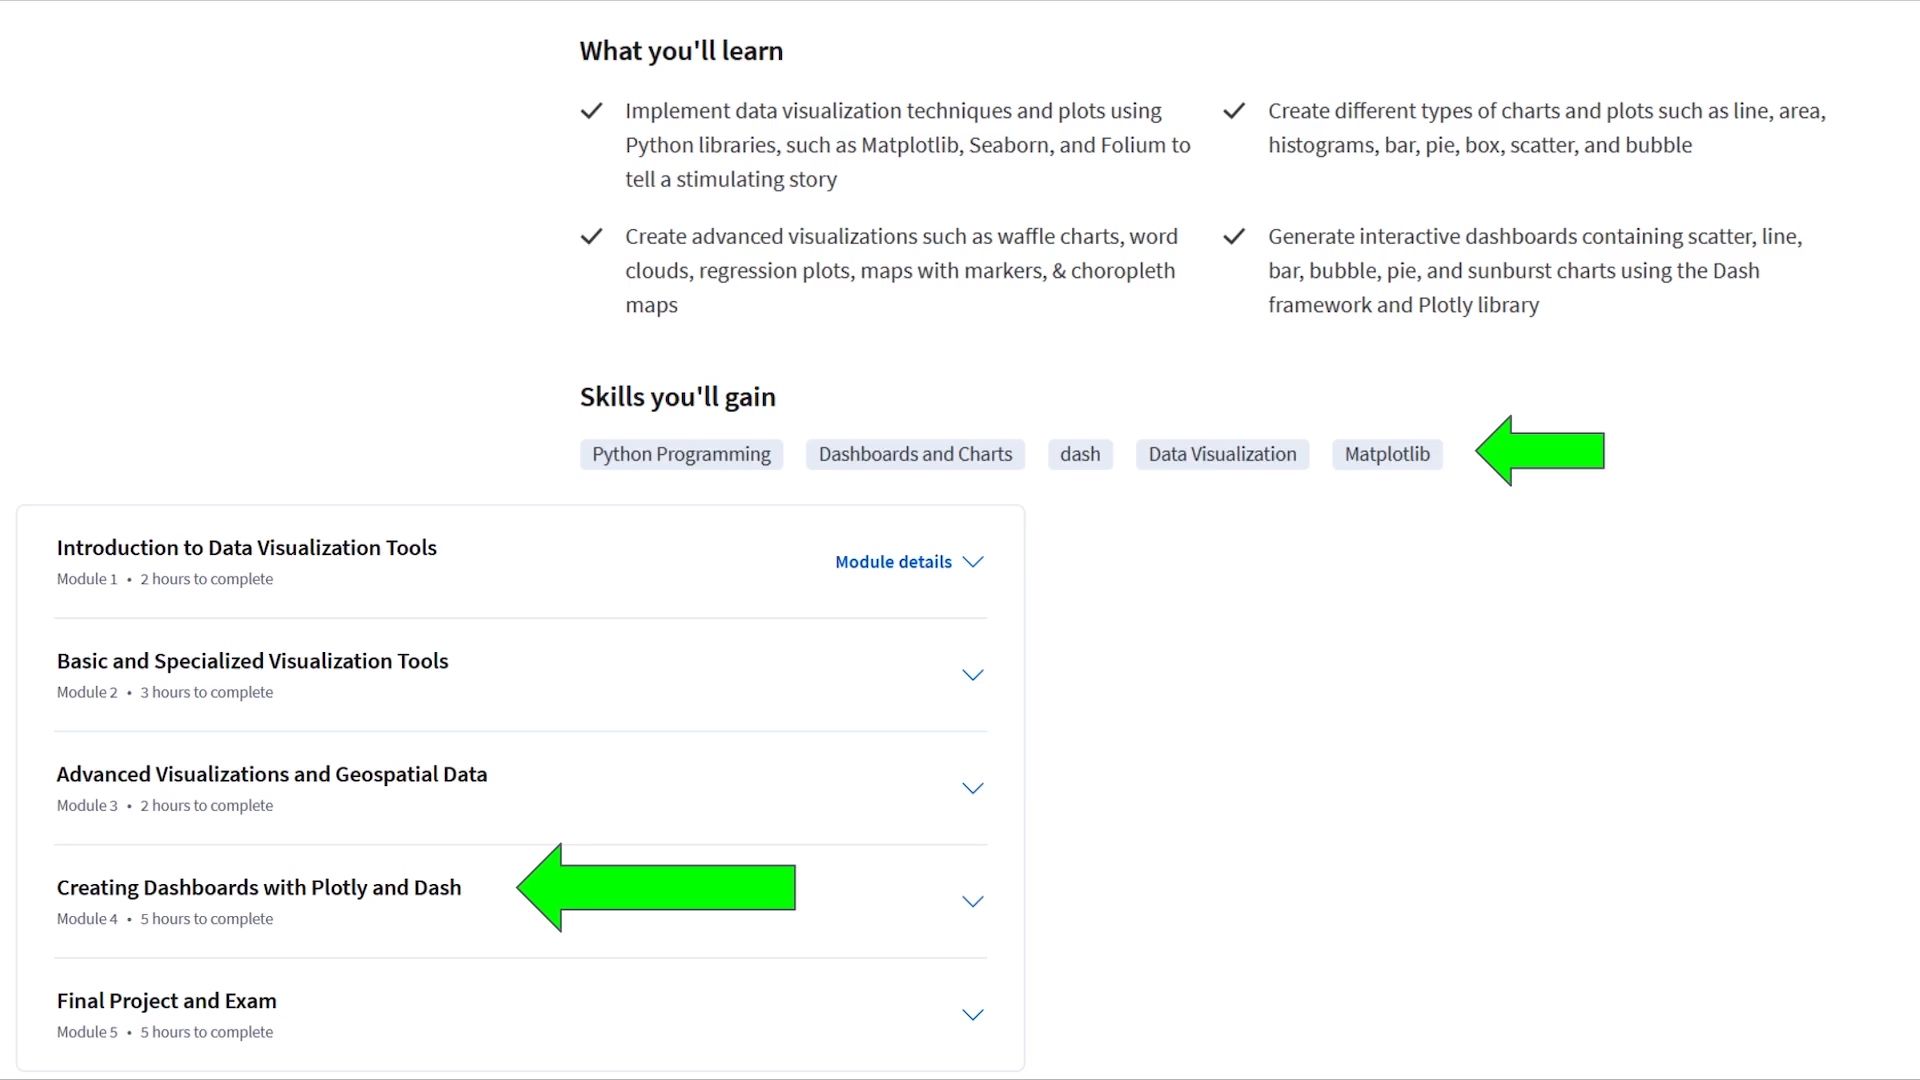 What you'll learn
Implement data visualization techniques and plots using
Python libraries, such as Matplotlib, Seaborn, and Folium to
tell a stimulating story
Create different types of charts and plots such as line, area,
histograms, bar, pie, box, scatter, and bubble
Create advanced visualizations such as waffle charts, word
clouds, regression plots, maps with markers, & choropleth
maps
Generate interactive dashboards containing scatter, line,
bar, bubble, pie, and sunburst charts using the Dash
framework and Plotly library
Skills you'll gain
Python Programming Dashboards and Charts dash Data Visualization Matplotlib
Introduction to Data Visualization Tools
Module 1 • 2 hours to complete
Module details
Basic and Specialized Visualization Tools
Module 2 • 3 hours to complete
Advanced Visualizations and Geospatial Data
Module 3 • 2 hours to complete
Creating Dashboards with Plotly and Dash
Module 4 • 5 hours to complete
Final Project and Exam
Module 5 • 5 hours to complete